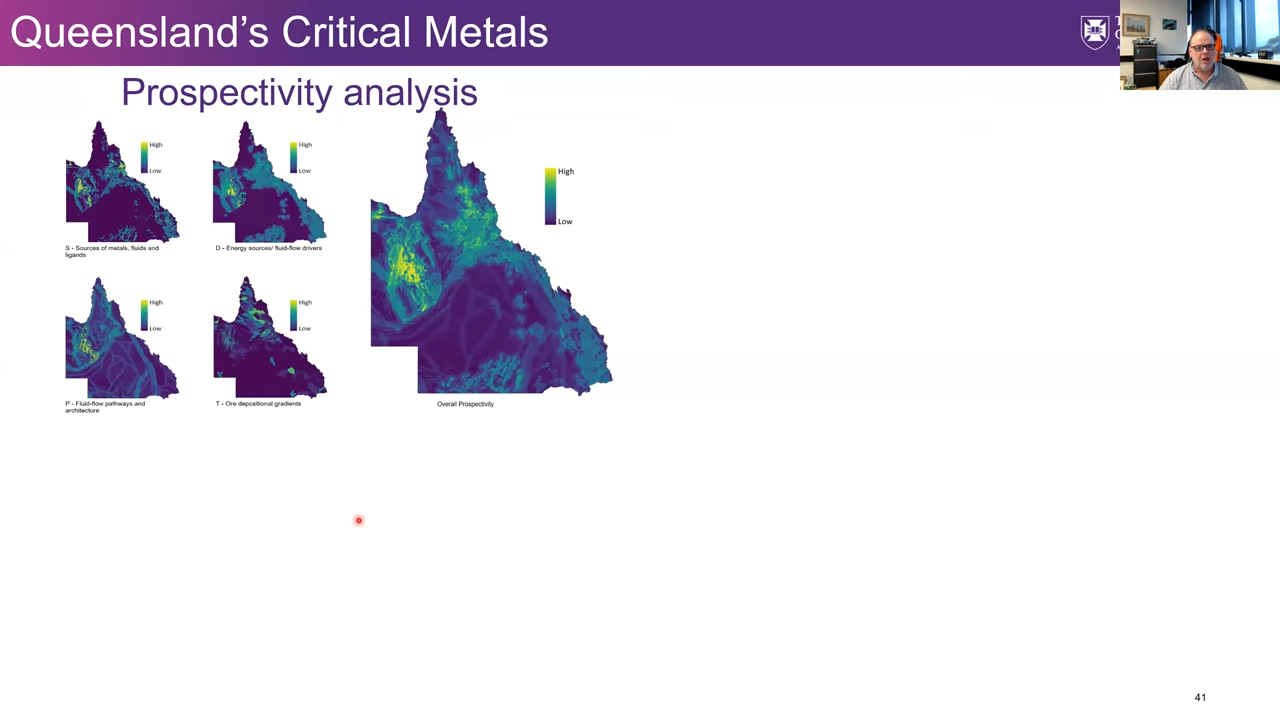 Queensland's Critical Metals
Prospectivity analysis
High
Low
S - Sources of metals, fluids and
ligands
High
Low
D - Energy sources/ fluid-flow drivers
High
Low
P - Fluid-flow pathways and
architecture
High
Low
T - Ore depositional gradients
High
Low
Overall Prospectivity
41